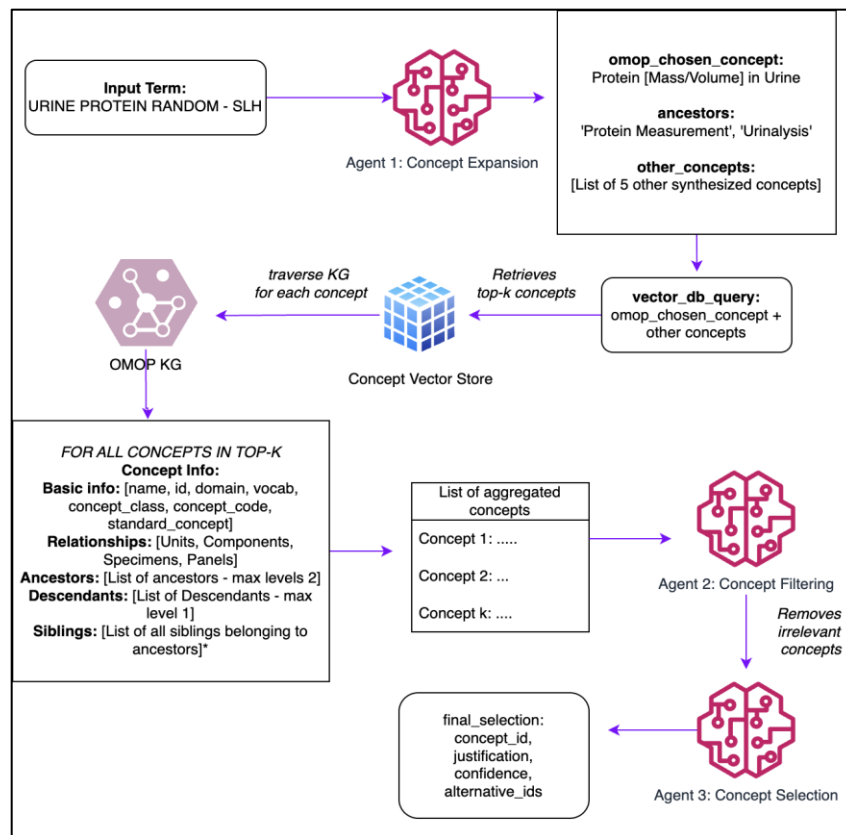 Input Term:
URINE PROTEIN RANDOM - SLH
Agent 1: Concept Expansion
omop_chosen_concept:
Protein [Mass/Volume] in Urine
ancestors:
'Protein Measurement', 'Urinalysis'
other_concepts:
[List of 5 other synthesized concepts]
vector_db_query:
omop_chosen_concept +
other concepts
Retrieves
top-k concepts
Concept Vector Store
traverse KG
for each concept
OMOP KG
FOR ALL CONCEPTS IN TOP-K
Concept Info:
Basic info: [name, id, domain, vocab,
concept_class, concept_code,
standard_concept]
Relationships: [Units, Components,
Specimens, Panels]
Ancestors: [List of ancestors - max levels 2]
Descendants: [List of Descendants - max
level 1]
Siblings: [List of all siblings belonging to
ancestors]*
List of aggregated
concepts
Concept 1: .....
Concept 2: ...
Concept k: ....
Agent 2: Concept Filtering
Removes
irrelevant
concepts
Agent 3: Concept Selection
final_selection:
concept_id,
justification,
confidence,
alternative_ids